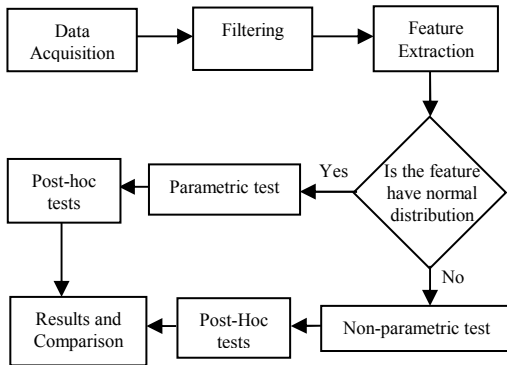 Data
Acquisition
Filtering
Feature
Extraction
Is the feature
have normal
distribution
Yes
Parametric test
Post-hoc
tests
No
Non-parametric test
Post-Hoc
tests
Results and
Comparison